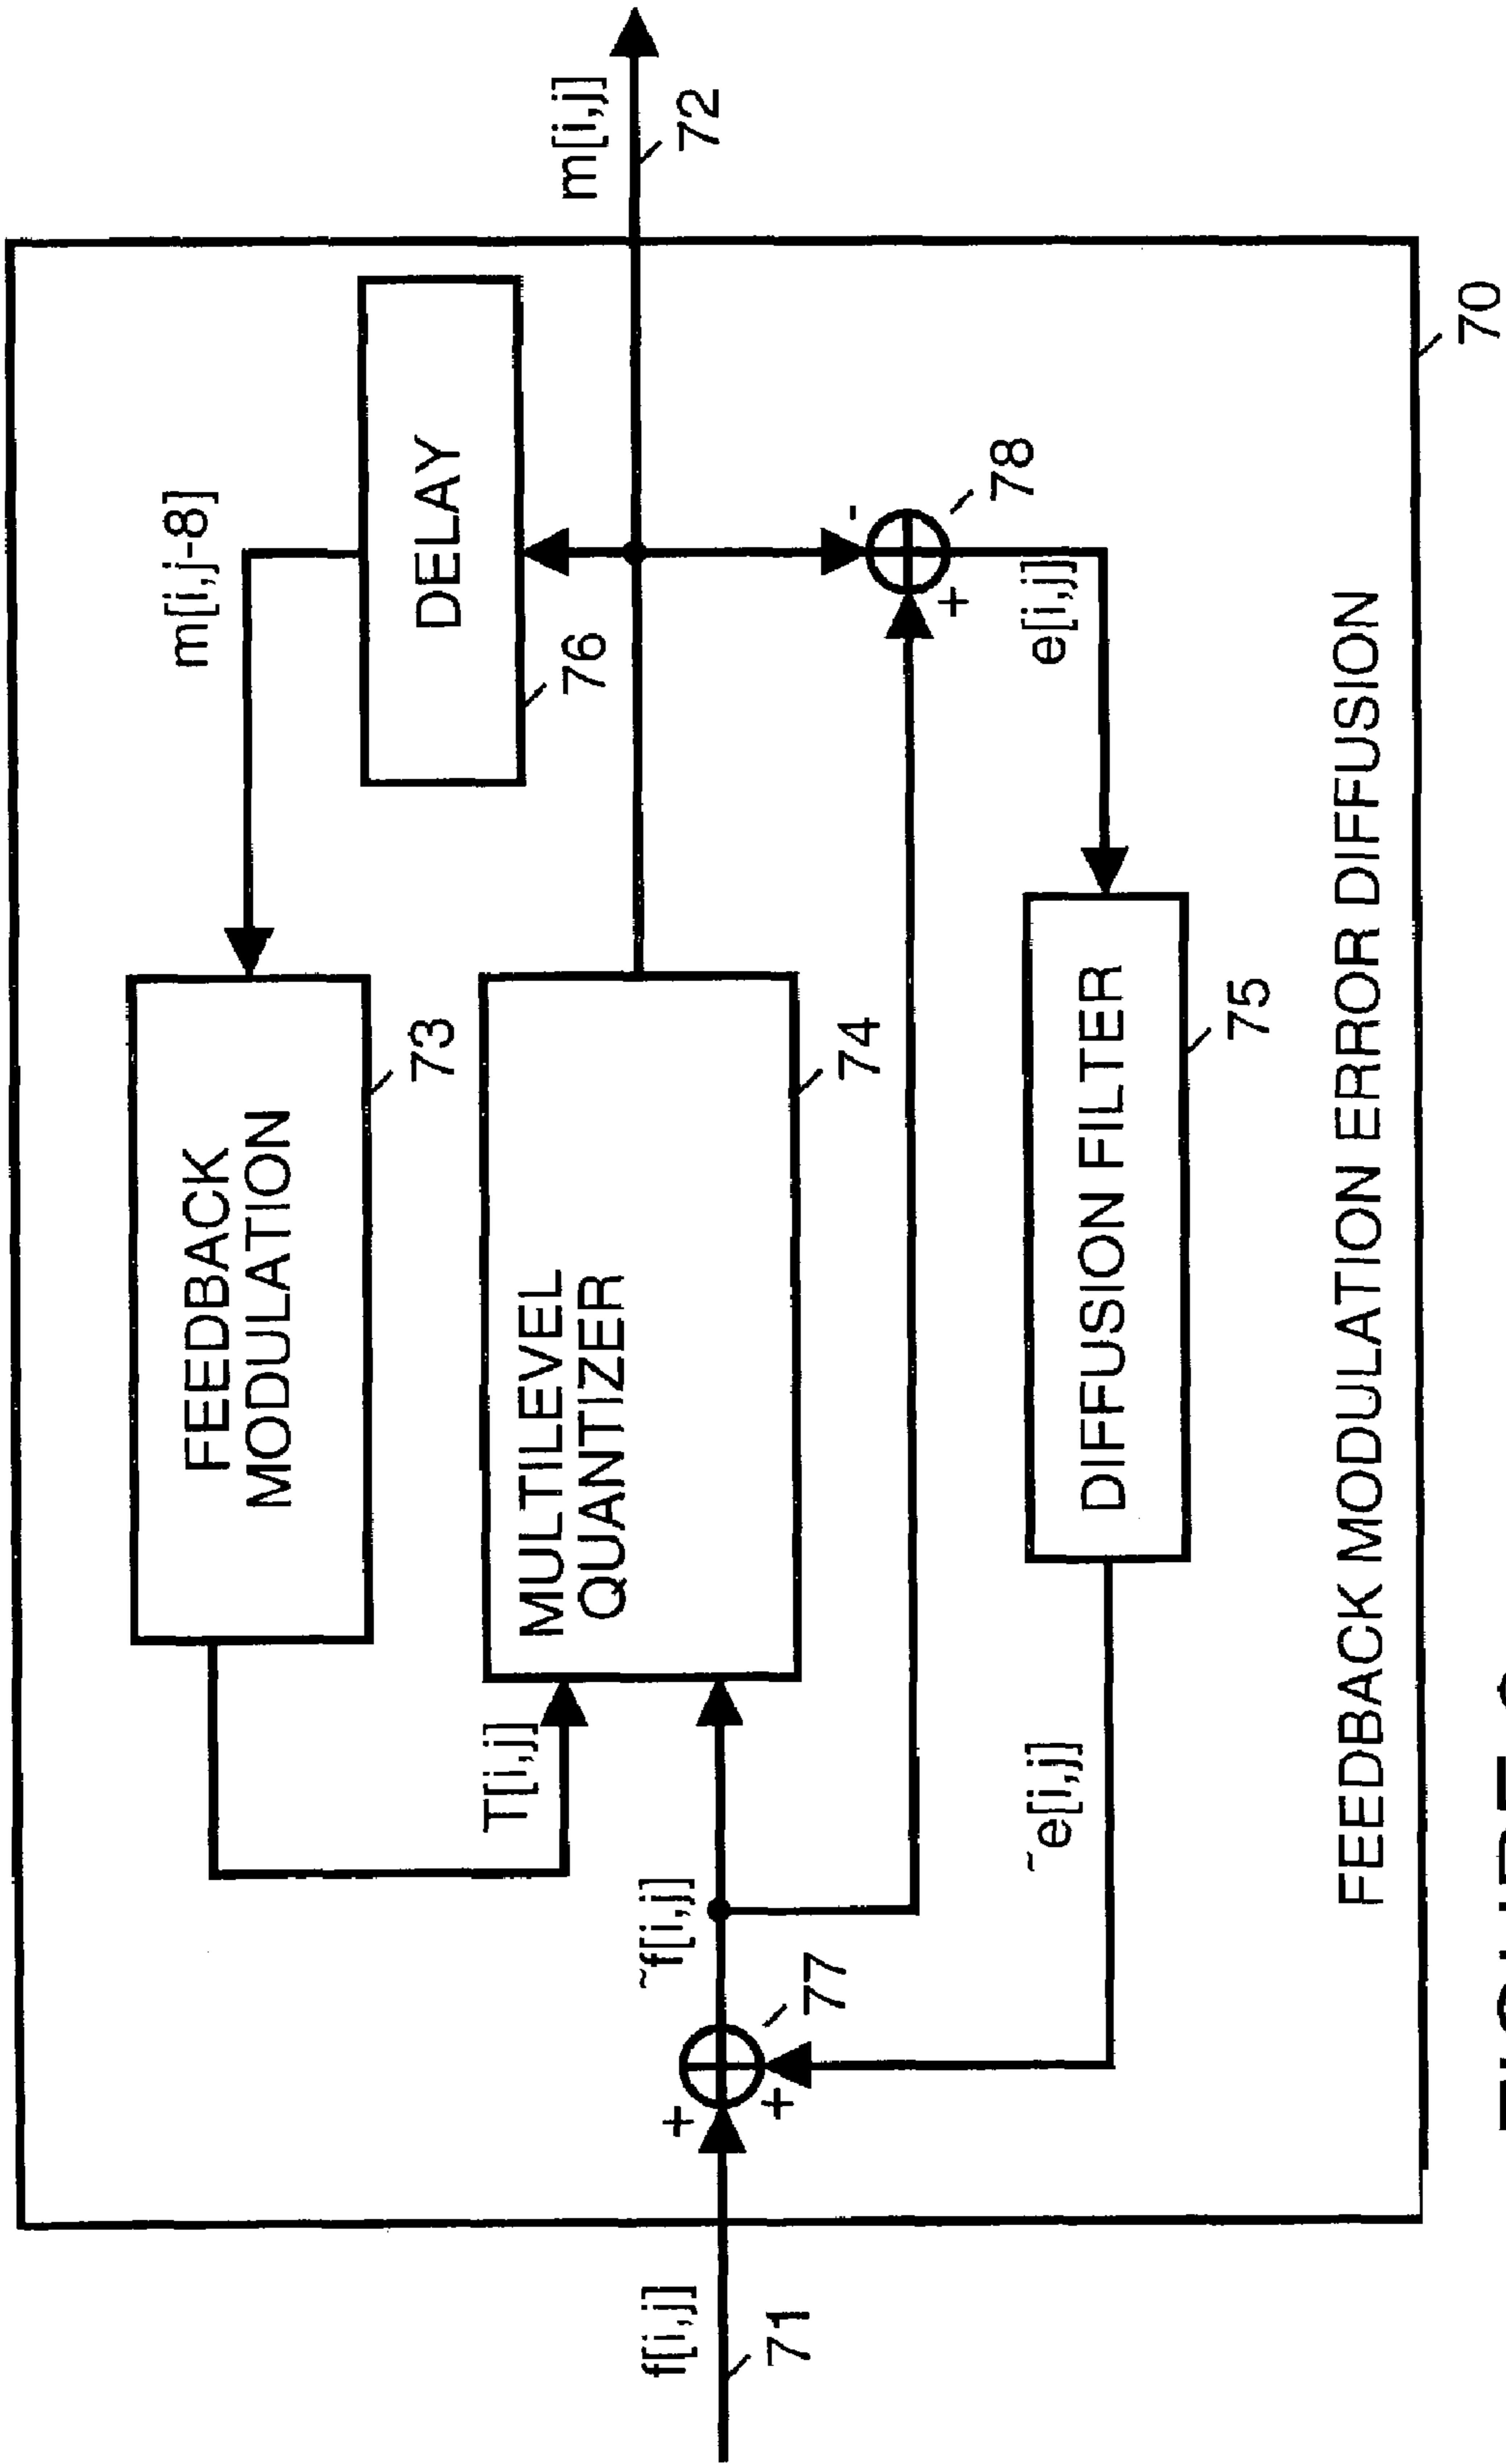 m[i,j-8]
FEEDBACK
MODULATION
73
DELAY
76
m[i,j]
72
T[i,j]
MULTILEVEL
QUANTIZER
74
f[i,j]
71
+
+
77
˜f[i,j]
-
+
78
e[i,j]
DIFFUSION FILTER
75
˜e[i,j]
FEEDBACK MODULATION ERROR DIFFUSION
70